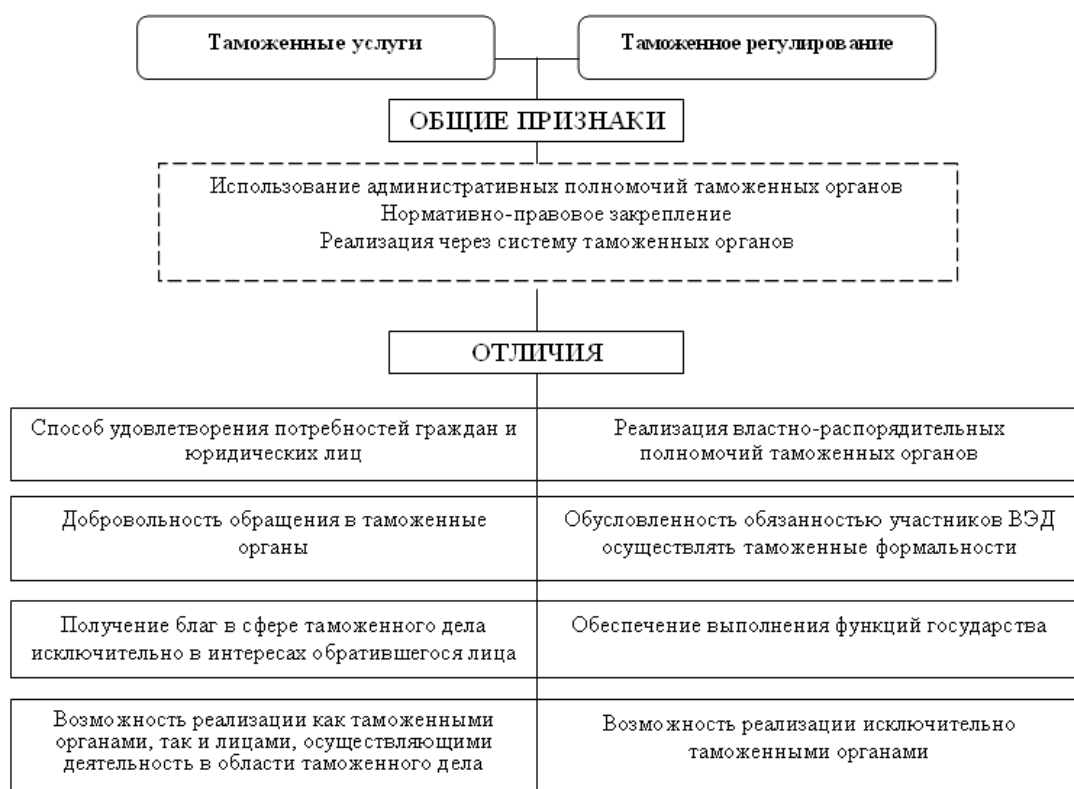 Таможенные услуги
Таможенное регулирование
ОБЩИЕ ПРИЗНАКИ
Использование административных полномочий таможенных органов
Нормативно-правовое закрепление
Реализация через систему таможенных органов
ОТЛИЧИЯ
Способ удовлетворения потребностей граждан и
юридических лиц
Реализация властно-распорядительных
полномочий таможенных органов
Добровольность обращения в таможенные
органы
Обусловленность обязанностью участников ВЭД
осуществлять таможенные формальности
Получение благ в сфере таможенного дела
исключительно в интересах обратившегося лица
Обеспечение выполнения функций государства
Возможность реализации как таможенными
органами, так и лицами, осуществляющими
деятельность в области таможенного дела
Возможность реализации исключительно
таможенными органами